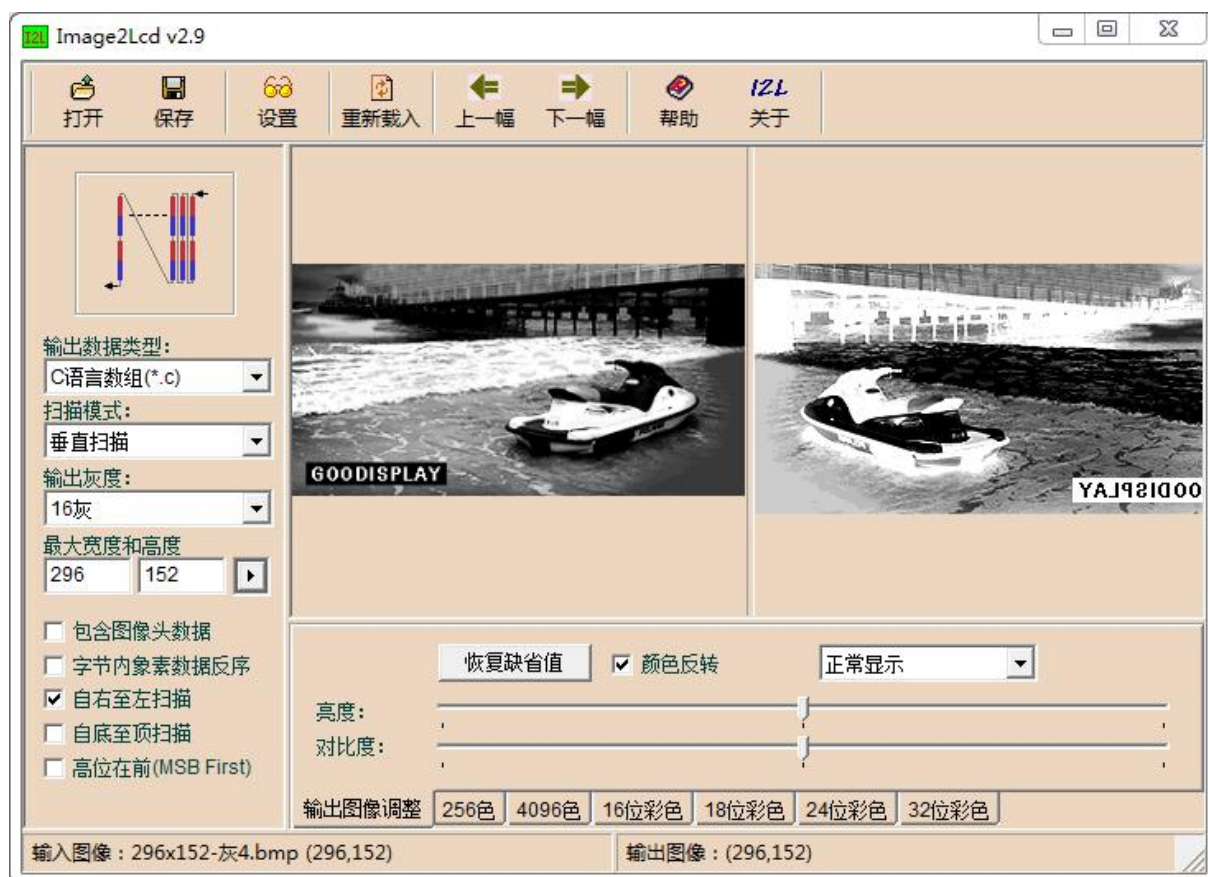 I2L Image2Lcd v2.9
打开 保存 设置 重新载入 上一幅 下一幅 帮助 I2L 关于
输出数据类型:
C语言数组(*.c)
扫描模式:
垂直扫描
输出灰度:
16灰
最大宽度和高度
296 152
包含图像头数据
字节内象素数据反序
自右至左扫描
自底至顶扫描
高位在前(MSB First)
GOODISPLAY
OODISPLAY
恢复缺省值 颜色反转 正常显示
亮度:
对比度:
输出图像调整 256色 4096色 16位彩色 18位彩色 24位彩色 32位彩色
输入图像:296x152-灰4.bmp (296,152) 输出图像:(296,152)